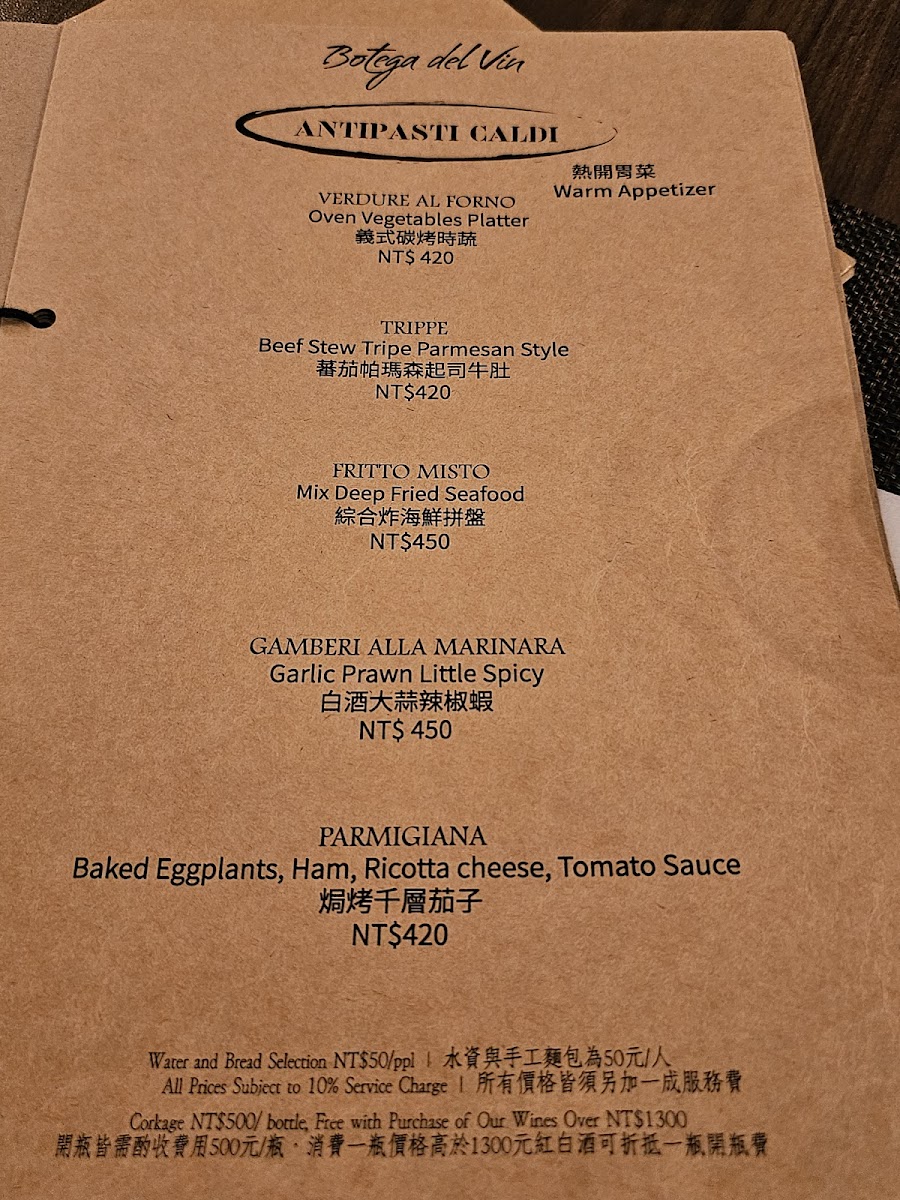 Botega del Vin
ANTIPASTI CALDI
熱開胃菜
Warm Appetizer
VERDURE AL FORNO
Oven Vegetables Platter
義式碳烤時蔬
NT$ 420
TRIPPE
Beef Stew Tripe Parmesan Style
蕃茄帕瑪森起司牛肚
NT$420
FRITTO MISTO
Mix Deep Fried Seafood
綜合炸海鮮拼盤
NT$450
GAMBERI ALLA MARINARA
Garlic Prawn Little Spicy
白酒大蒜辣椒蝦
NT$ 450
PARMIGIANA
Baked Eggplants, Ham, Ricotta cheese, Tomato Sauce
焗烤千層茄子
NT$420
Water and Bread Selection NT$50/ppl | 水資與手工麵包為50元/人
All Prices Subject to 10% Service Charge | 所有價格皆須另加一成服務費
Corkage NT$500/ bottle, Free with Purchase of Our Wines Over NT$1300
開瓶皆需酌收費用500元/瓶．消費一瓶價格高於1300元紅白酒可折抵一瓶開瓶費